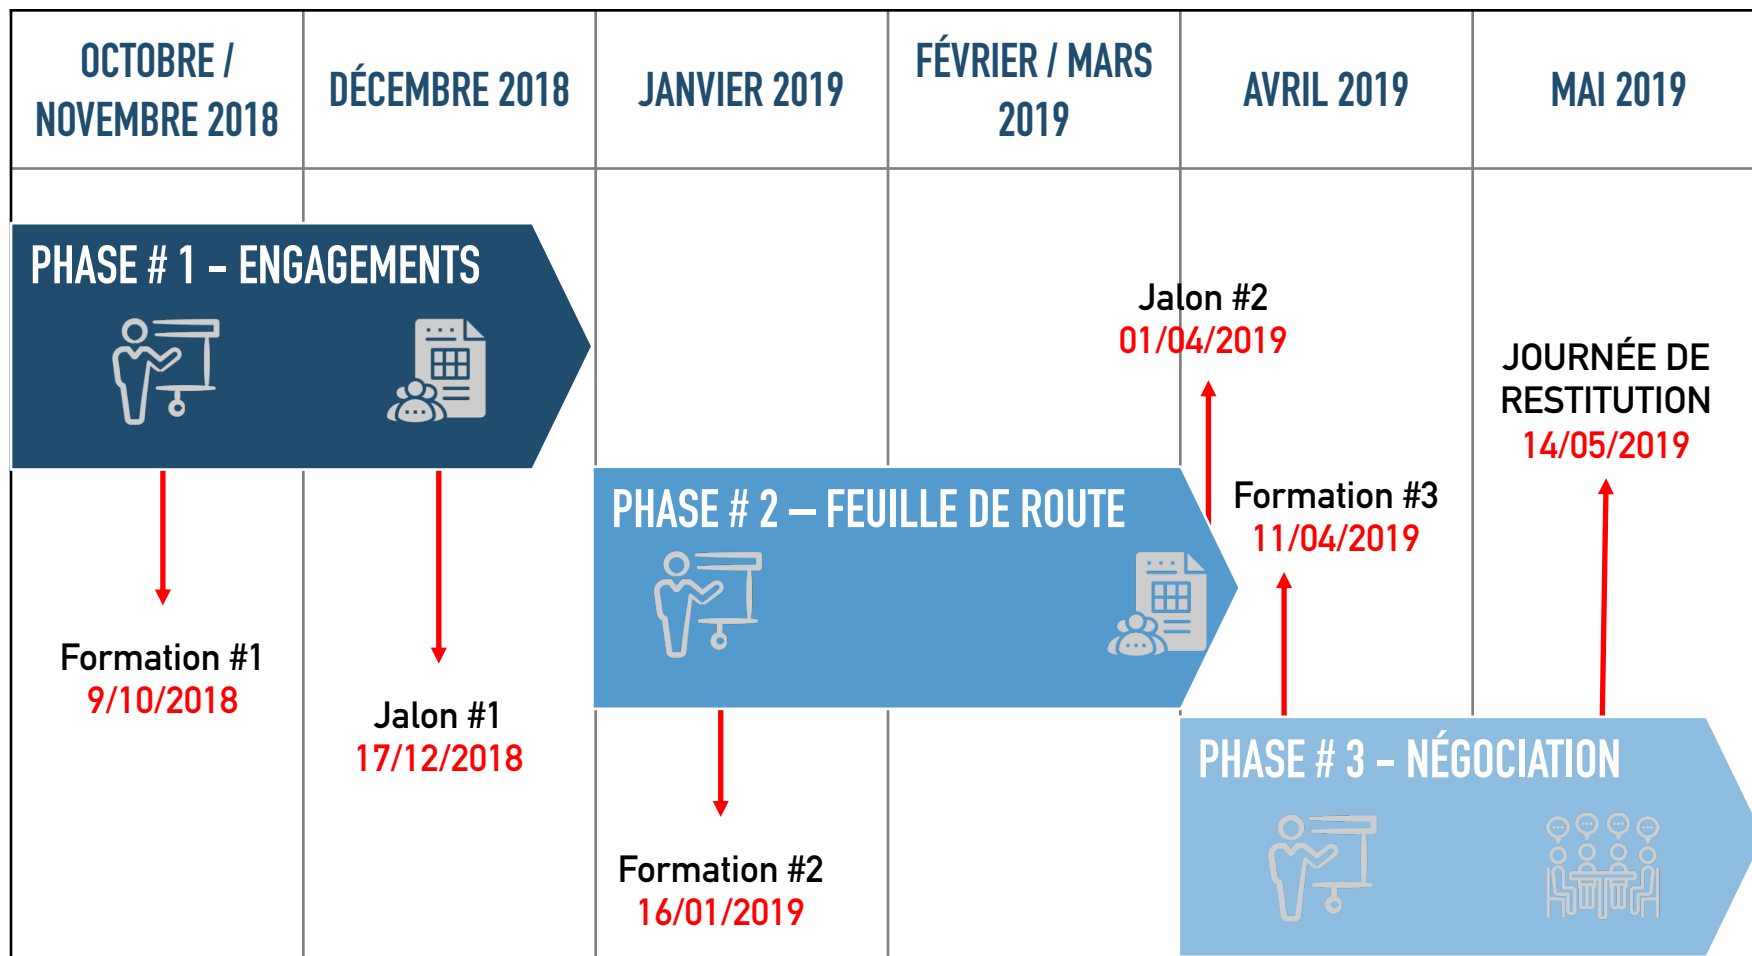 OCTOBRE /
NOVEMBRE 2018
DÉCEMBRE 2018
JANVIER 2019
FÉVRIER / MARS
2019
AVRIL 2019
MAI 2019
PHASE # 1 – ENGAGEMENTS
Formation #1
9/10/2018
Jalon #1
17/12/2018
PHASE # 2 – FEUILLE DE ROUTE
Formation #2
16/01/2019
Jalon #2
01/04/2019
Formation #3
11/04/2019
JOURNÉE DE
RESTITUTION
14/05/2019
PHASE # 3 – NÉGOCIATION